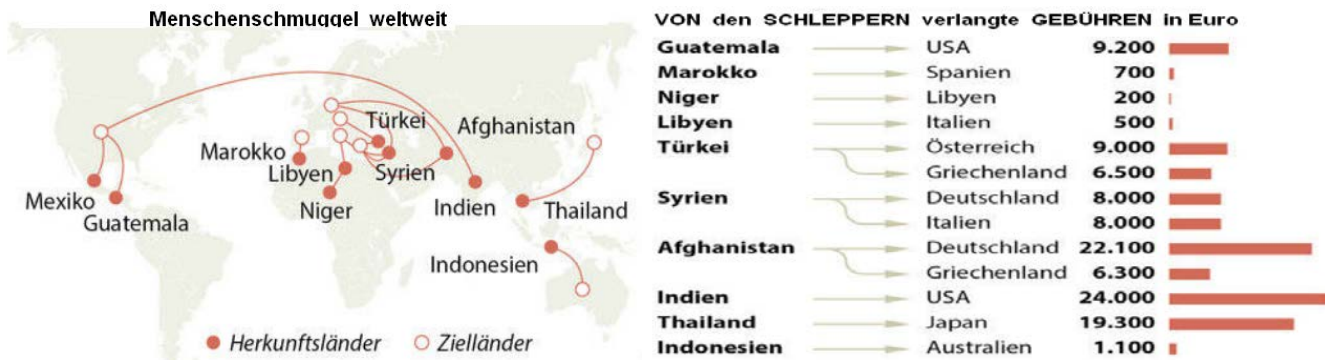 Menschenschmuggel weltweit
Türkei
Afghanistan
Marokko
Libyen
Syrien
Mexiko
Niger
Indien
Thailand
Guatemala
Indonesien
Herkunftsländer
Zielländer
VON den SCHLEPPERN verlangte GEBÜHREN in Euro
Guatemala USA 9.200
Marokko Spanien 700
Niger Libyen 200
Libyen Italien 500
Türkei Österreich 9.000
Griechenland 6.500
Syrien Deutschland 8.000
Italien 8.000
Afghanistan Deutschland 22.100
Griechenland 6.300
Indien USA 24.000
Thailand Japan 19.300
Indonesien Australien 1.100